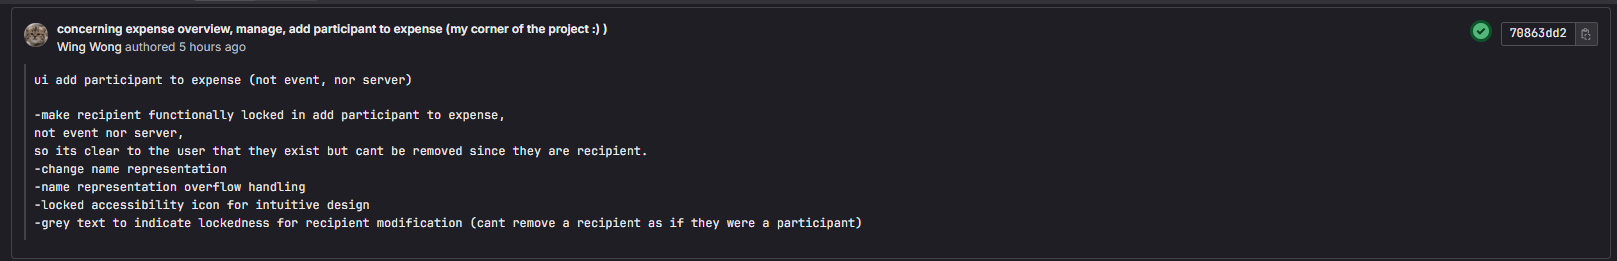 concerning expense overview, manage, add participant to expense (my corner of the project :) )
Wing Wong authored 5 hours ago
70863dd2
ui add participant to expense (not event, nor server)
-make recipient functionally locked in add participant to expense,
not event nor server,
so its clear to the user that they exist but cant be removed since they are recipient.
-change name representation
-name representation overflow handling
-locked accessibility icon for intuitive design
-grey text to indicate lockedness for recipient modification (cant remove a recipient as if they were a participant)